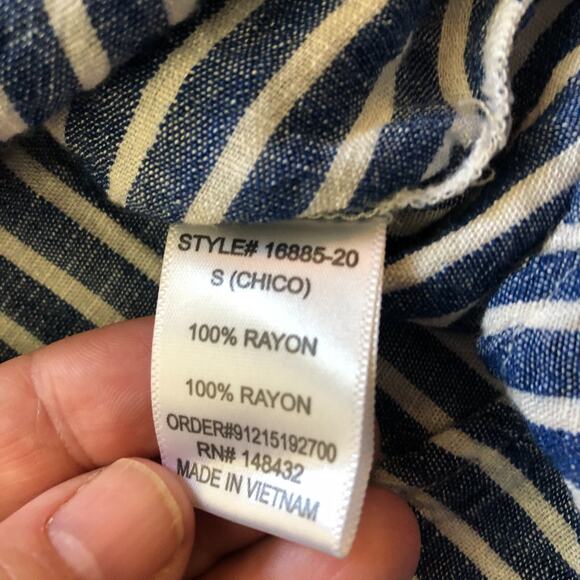 STYLE# 16885-20
S (CHICO)
100% RAYON
100% RAYON
ORDER#91215192700
RN# 148432
MADE IN VIETNAM